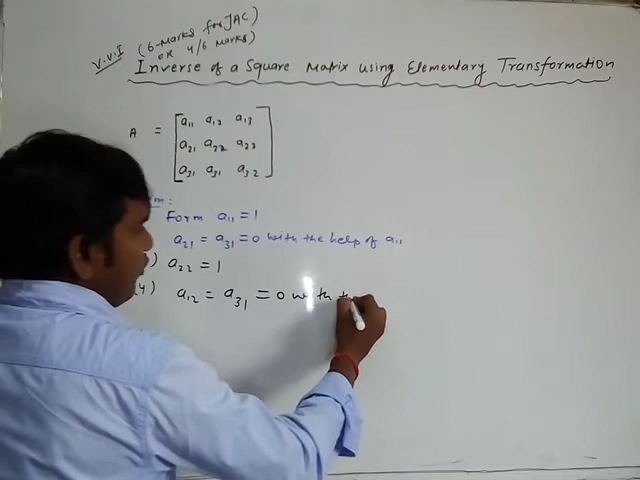 (6-Marks for JAC)
V.V.I or 4/6 Marks)
Inverse of a Square Matrix using Elementary Transformation
A = [a11 a12 a13
a21 a22 a23
a31 a31 a32]
m:
Form a11 = 1
a21 = a31 = 0 with the help of a11
) a22 = 1
(4) a12 = a31 = 0 with t